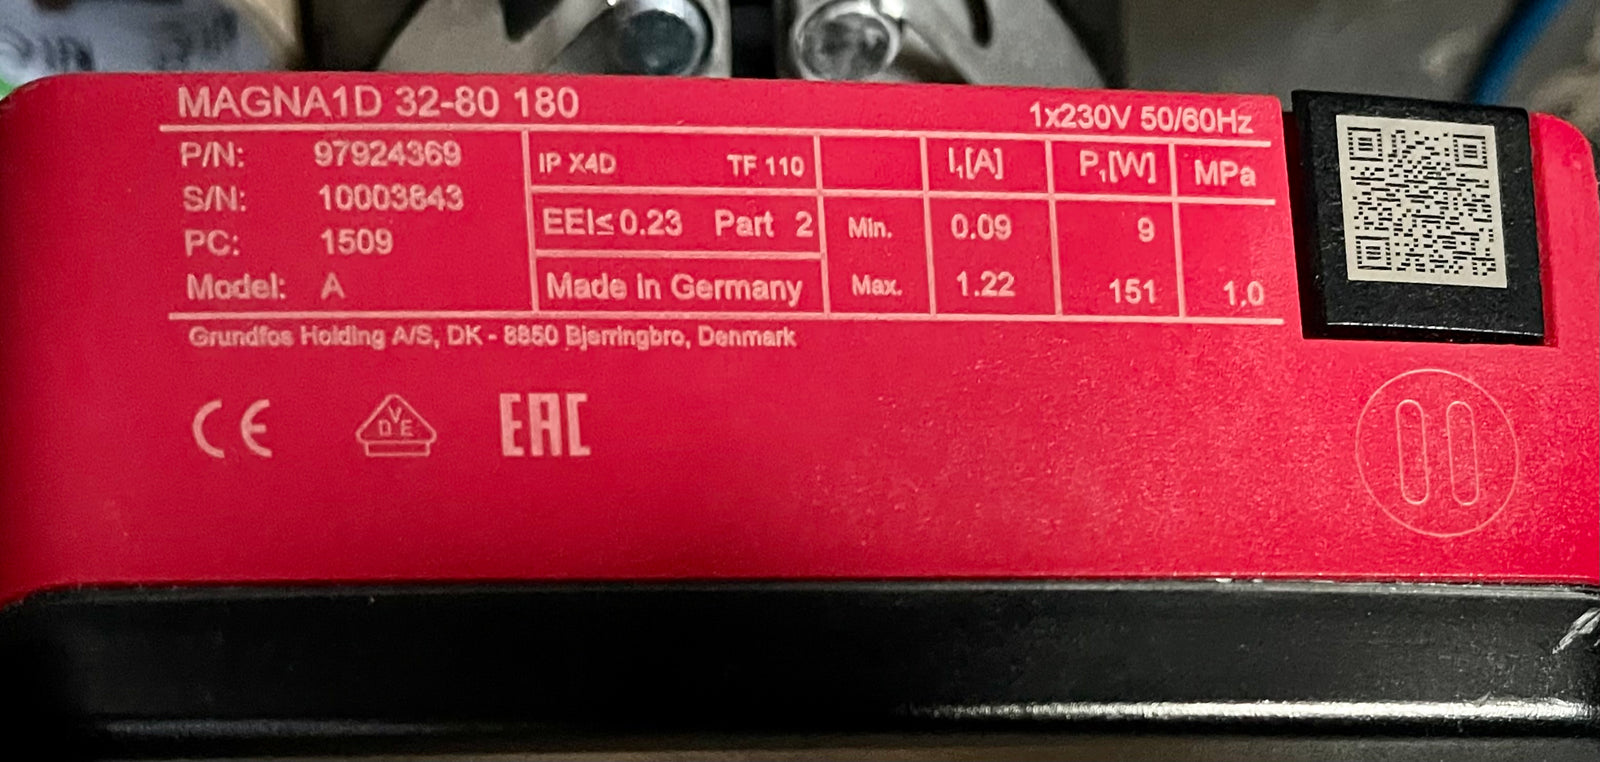 MAGNA1D 32-80 180
1x230V 50/60Hz
P/N: 97924369
S/N: 10003843
PC: 1509
Model: A
IP X4D TF 110
EEI≤0.23 Part 2
Made in Germany
I₁[A] P₁[W] MPa
Min. 0.09 9
Max. 1.22 151 1.0
Grundfos Holding A/S, DK - 8850 Bjerringbro, Denmark
CE
VDE
EAC